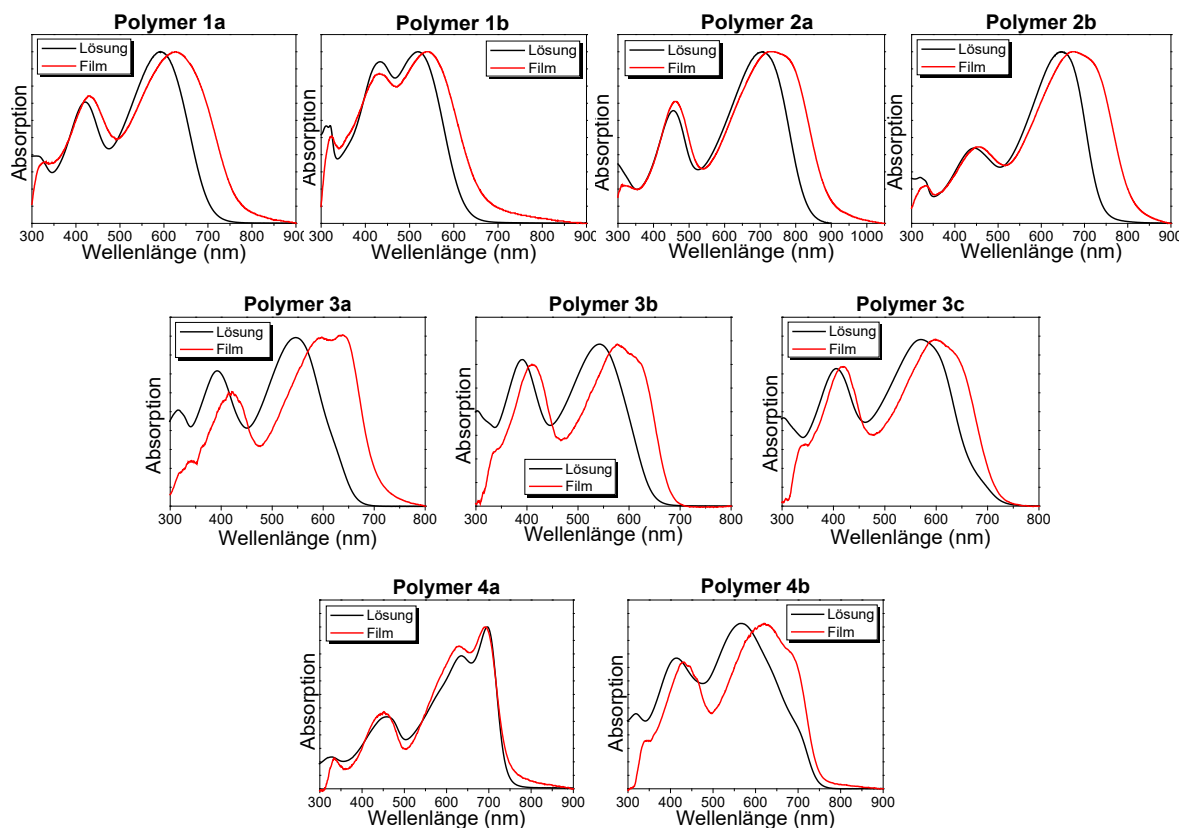 Polymer 1a
Lösung
Film
Absorption
300 400 500 600 700 800 900
Wellenlänge (nm)
Polymer 1b
Lösung
Film
Absorption
300 400 500 600 700 800 900
Wellenlänge (nm)
Polymer 2a
Lösung
Film
Absorption
300 400 500 600 700 800 900 1000
Wellenlänge (nm)
Polymer 2b
Lösung
Film
Absorption
300 400 500 600 700 800 900
Wellenlänge (nm)
Polymer 3a
Lösung
Film
Absorption
300 400 500 600 700 800
Wellenlänge (nm)
Polymer 3b
Lösung
Film
Absorption
300 400 500 600 700 800
Wellenlänge (nm)
Polymer 3c
Lösung
Film
Absorption
300 400 500 600 700 800
Wellenlänge (nm)
Polymer 4a
Lösung
Film
Absorption
300 400 500 600 700 800 900
Wellenlänge (nm)
Polymer 4b
Lösung
Film
Absorption
300 400 500 600 700 800 900
Wellenlänge (nm)